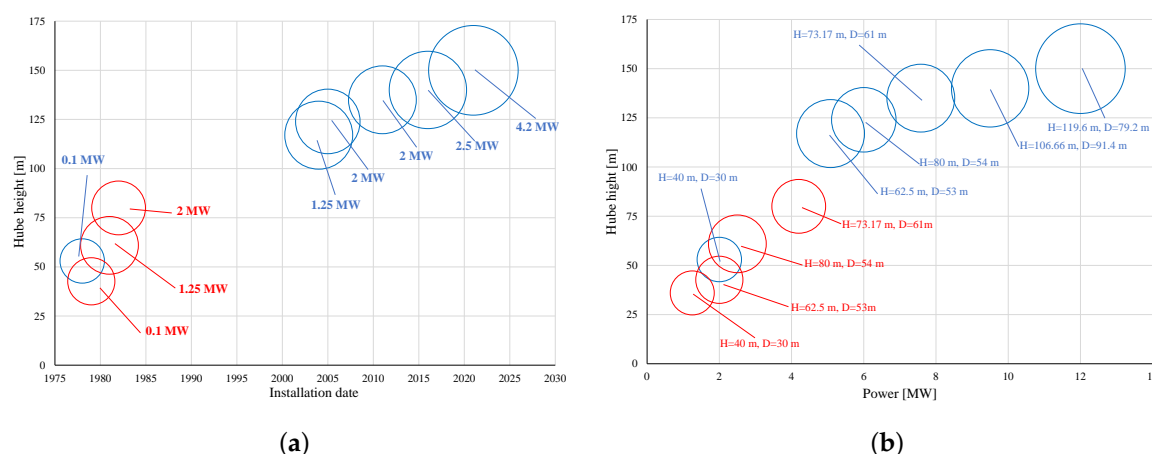 175
150
125
100
75
50
25
0
Hube height [m]
1975 1980 1985 1990 1995 2000 2005 2010 2015 2020 2025 2030
Installation date
0.1 MW
2 MW
1.25 MW
0.1 MW
1.25 MW
2 MW
2 MW
2.5 MW
4.2 MW
(a)
175
150
125
100
75
50
25
0
Hube hight [m]
0 2 4 6 8 10 12 14
Power [MW]
H=73.17 m, D=61 m
H=119.6 m, D=79.2 m
H=106.66 m, D=91.4 m
H=80 m, D=54 m
H=40 m, D=30 m
H=62.5 m, D=53 m
H=73.17 m, D=61m
H=80 m, D=54 m
H=62.5 m, D=53m
H=40 m, D=30 m
(b)